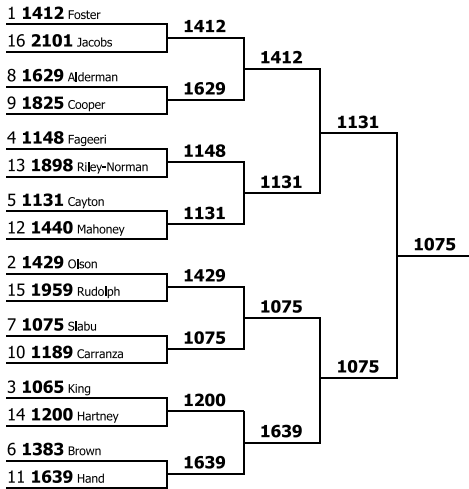 1 1412 Foster
16 2101 Jacobs
8 1629 Alderman
9 1825 Cooper
4 1148 Fageeri
13 1898 Riley-Norman
5 1131 Cayton
12 1440 Mahoney
2 1429 Olson
15 1959 Rudolph
7 1075 Slabu
10 1189 Carranza
3 1065 King
14 1200 Hartney
6 1383 Brown
11 1639 Hand
1412
1629
1148
1131
1429
1075
1200
1639
1412
1131
1075
1639
1131
1075
1075